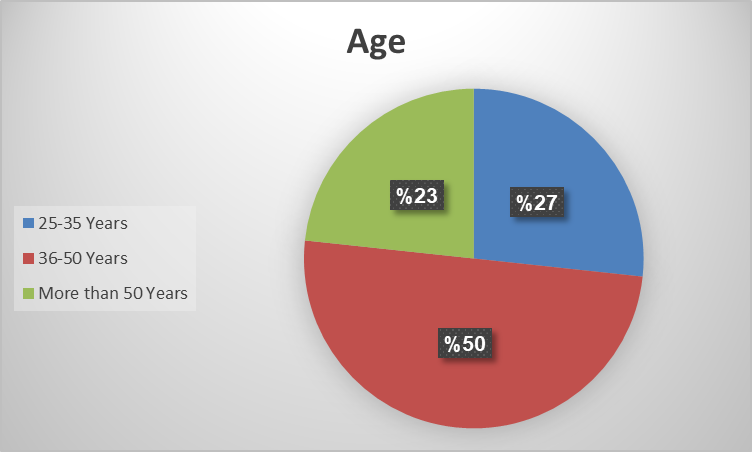 Age
%23
%27
25-35 Years
36-50 Years
More than 50 Years
%50